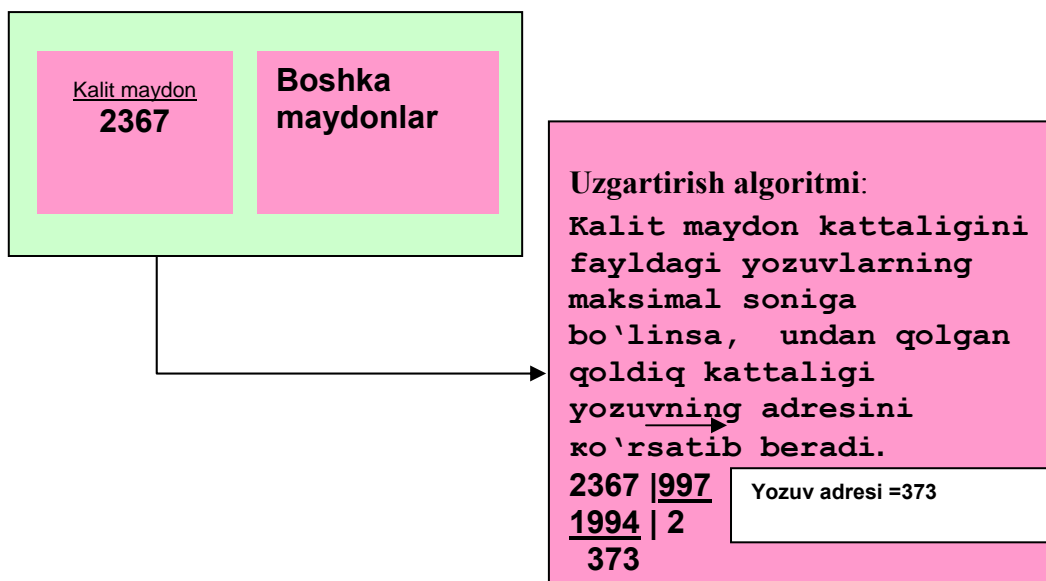 Kalit maydon
2367
Boshka
maydonlar
Uzgartirish algoritmi:
Kalit maydon kattaligini
fayldagi yozuvlarning
maksimal soniga
bo‘linsa, undan qolgan
qoldiq kattaligi
yozuvning adresini
кo‘rsatib beradi.
2367 |997
1994 | 2
373
Yozuv adresi =373